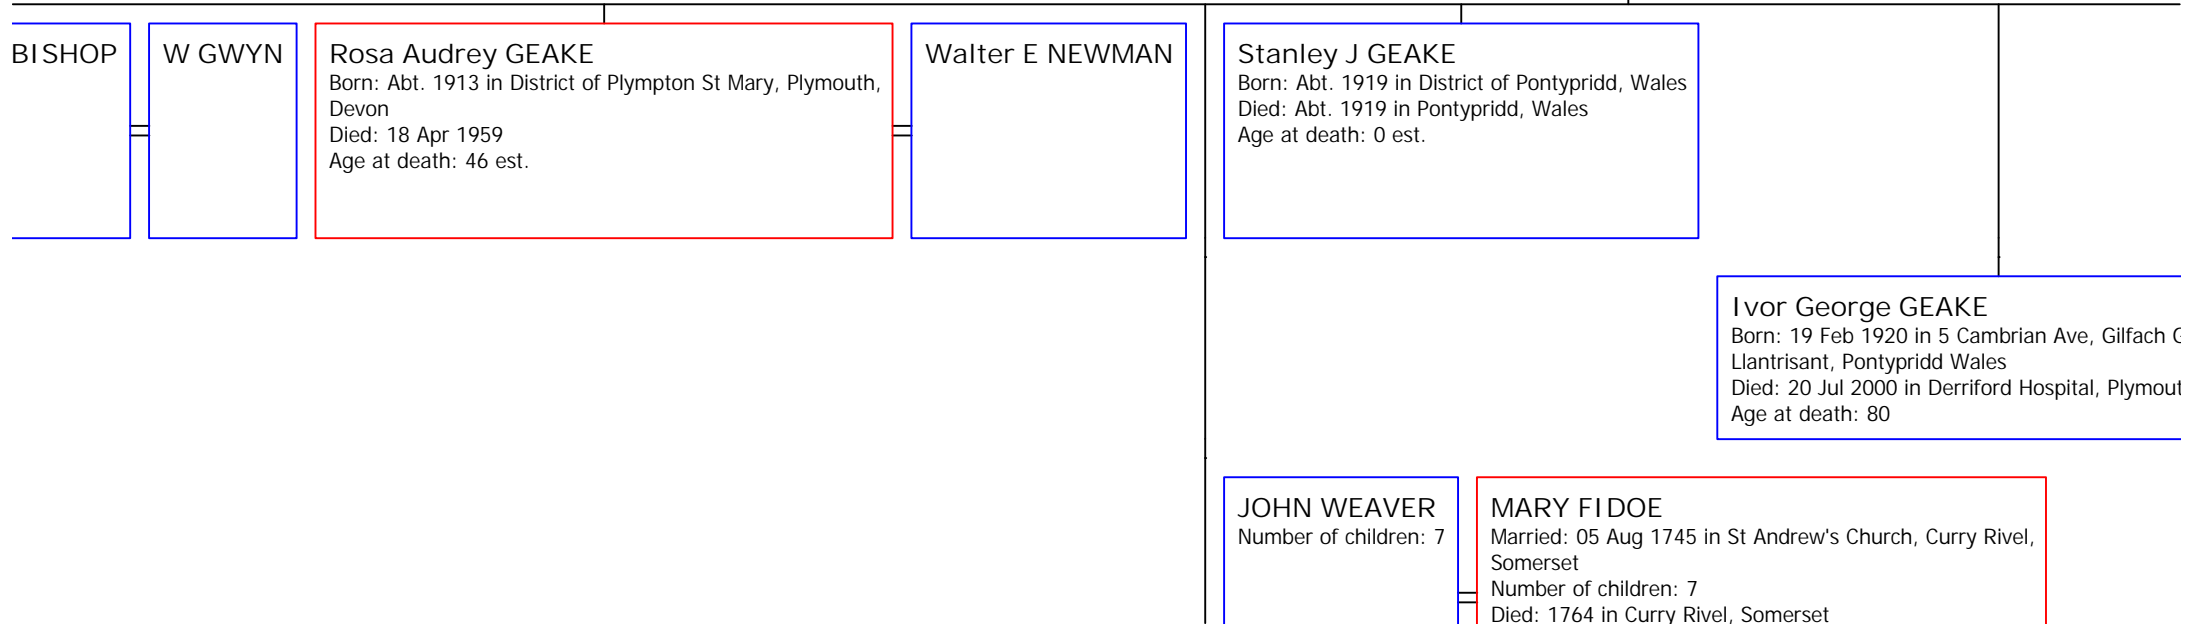 BISHOP
W GWYN
Rosa Audrey GEAKE
Born: Abt. 1913 in District of Plympton St Mary, Plymouth,
Devon
Died: 18 Apr 1959
Age at death: 46 est.
Walter E NEWMAN
Stanley J GEAKE
Born: Abt. 1919 in District of Pontypridd, Wales
Died: Abt. 1919 in Pontypridd, Wales
Age at death: 0 est.
Ivor George GEAKE
Born: 19 Feb 1920 in 5 Cambrian Ave, Gilfach
Llantrisant, Pontypridd Wales
Died: 20 Jul 2000 in Derriford Hospital, Plymout
Age at death: 80
JOHN WEAVER
Number of children: 7
MARY FIDOE
Married: 05 Aug 1745 in St Andrew's Church, Curry Rivel,
Somerset
Number of children: 7
Died: 1764 in Curry Rivel, Somerset